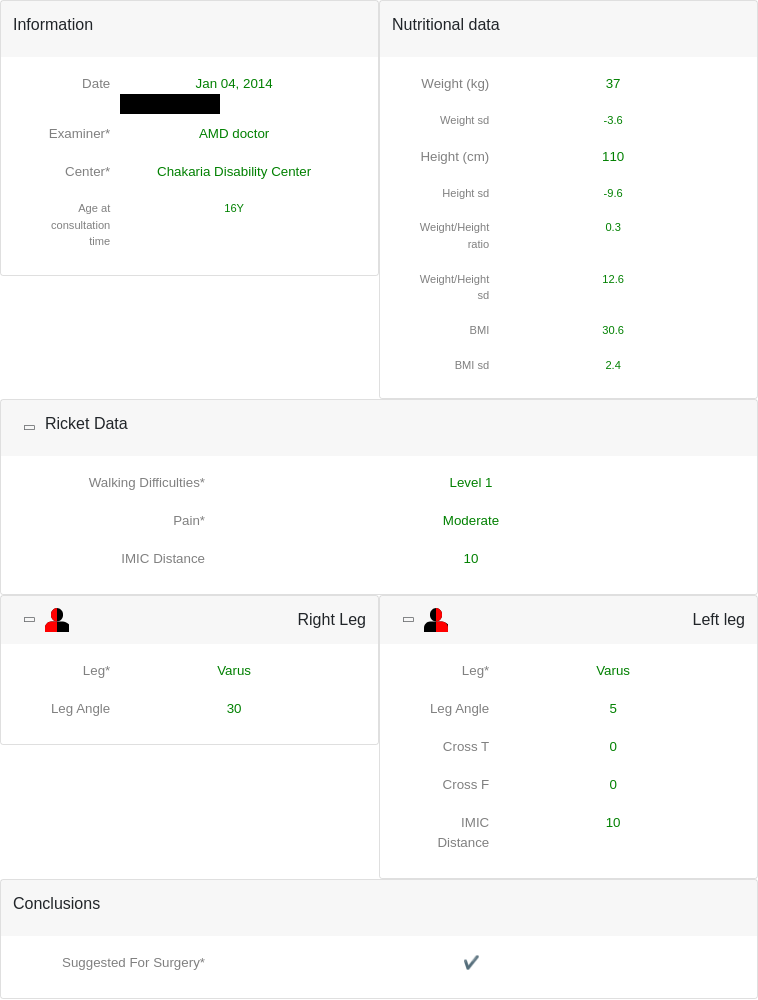 Information
Date Jan 04, 2014
Examiner* AMD doctor
Center* Chakaria Disability Center
Age at 16Y
consultation
time
Nutritional data
Weight (kg) 37
Weight sd -3.6
Height (cm) 110
Height sd -9.6
Weight/Height 0.3
ratio
Weight/Height 12.6
sd
BMI 30.6
BMI sd 2.4
Ricket Data
Walking Difficulties* Level 1
Pain* Moderate
IMIC Distance 10
Right Leg
Leg* Varus
Leg Angle 30
Left leg
Leg* Varus
Leg Angle 5
Cross T 0
Cross F 0
IMIC 10
Distance
Conclusions
Suggested For Surgery* ✔